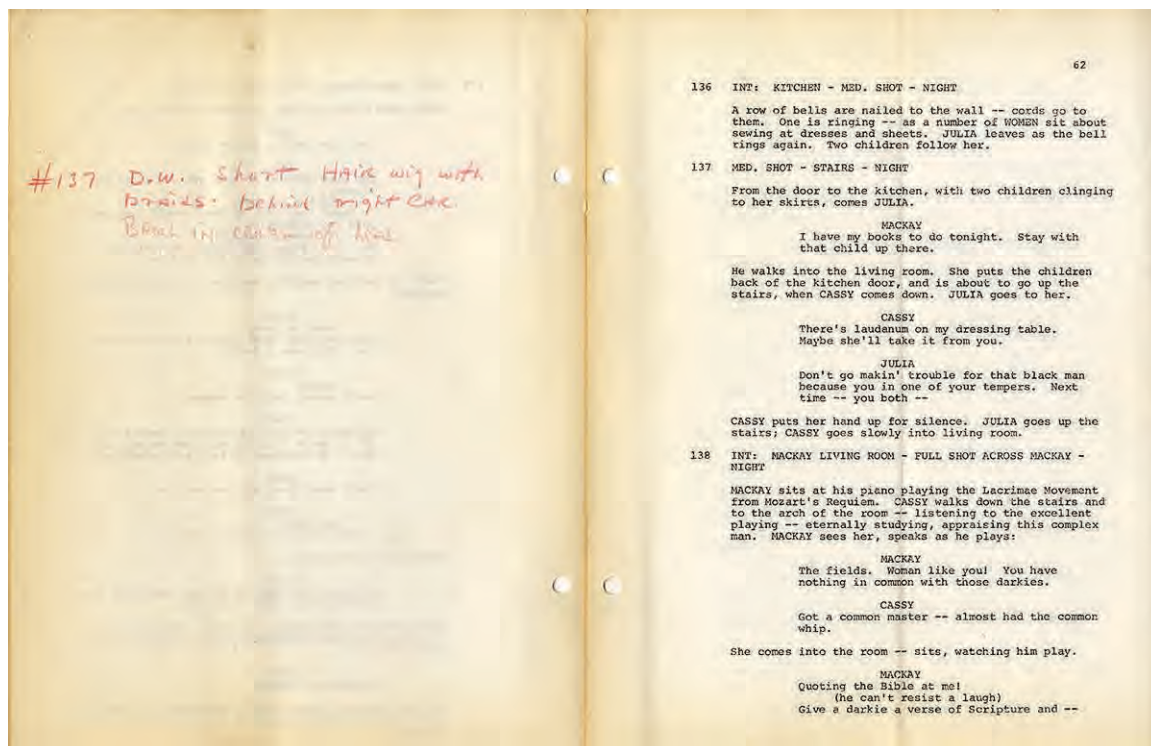 #137 D.W. Short HAIR wig with
braids. behind right ear.
62
136 INT: KITCHEN - MED. SHOT - NIGHT
A row of bells are nailed to the wall -- cords go to
them. One is ringing -- as a number of WOMEN sit about
sewing at dresses and sheets. JULIA leaves as the bell
rings again. Two children follow her.
137 MED. SHOT - STAIRS - NIGHT
From the door to the kitchen, with two children clinging
to her skirts, comes JULIA.
MACKAY
I have my books to do tonight. Stay with
that child up there.
He walks into the living room. She puts the children
back of the kitchen door, and is about to go up the
stairs, when CASSY comes down. JULIA goes to her.
CASSY
There's laudanum on my dressing table.
Maybe she'll take it from you.
JULIA
Don't go makin' trouble for that black man
because you in one of your tempers. Next
time -- you both --
CASSY puts her hand up for silence. JULIA goes up the
stairs; CASSY goes slowly into living room.
138 INT: MACKAY LIVING ROOM - FULL SHOT ACROSS MACKAY -
NIGHT
MACKAY sits at his piano playing the Lacrimae Movement
from Mozart's Requiem. CASSY walks down the stairs and
to the arch of the room -- listening to the excellent
playing -- eternally studying, appraising this complex
man. MACKAY sees her, speaks as he plays:
MACKAY
The fields. Woman like you! You have
nothing in common with those darkies.
CASSY
Got a common master -- almost had the common
whip.
She comes into the room -- sits, watching him play.
MACKAY
Quoting the Bible at me!
(he can't resist a laugh)
Give a darkie a verse of Scripture and --